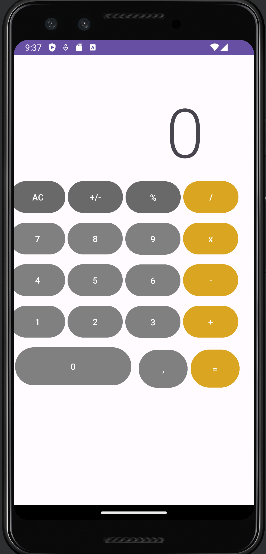 9:37
0
AC +/- % /
7 8 9 x
4 5 6 -
1 2 3 +
0 , =